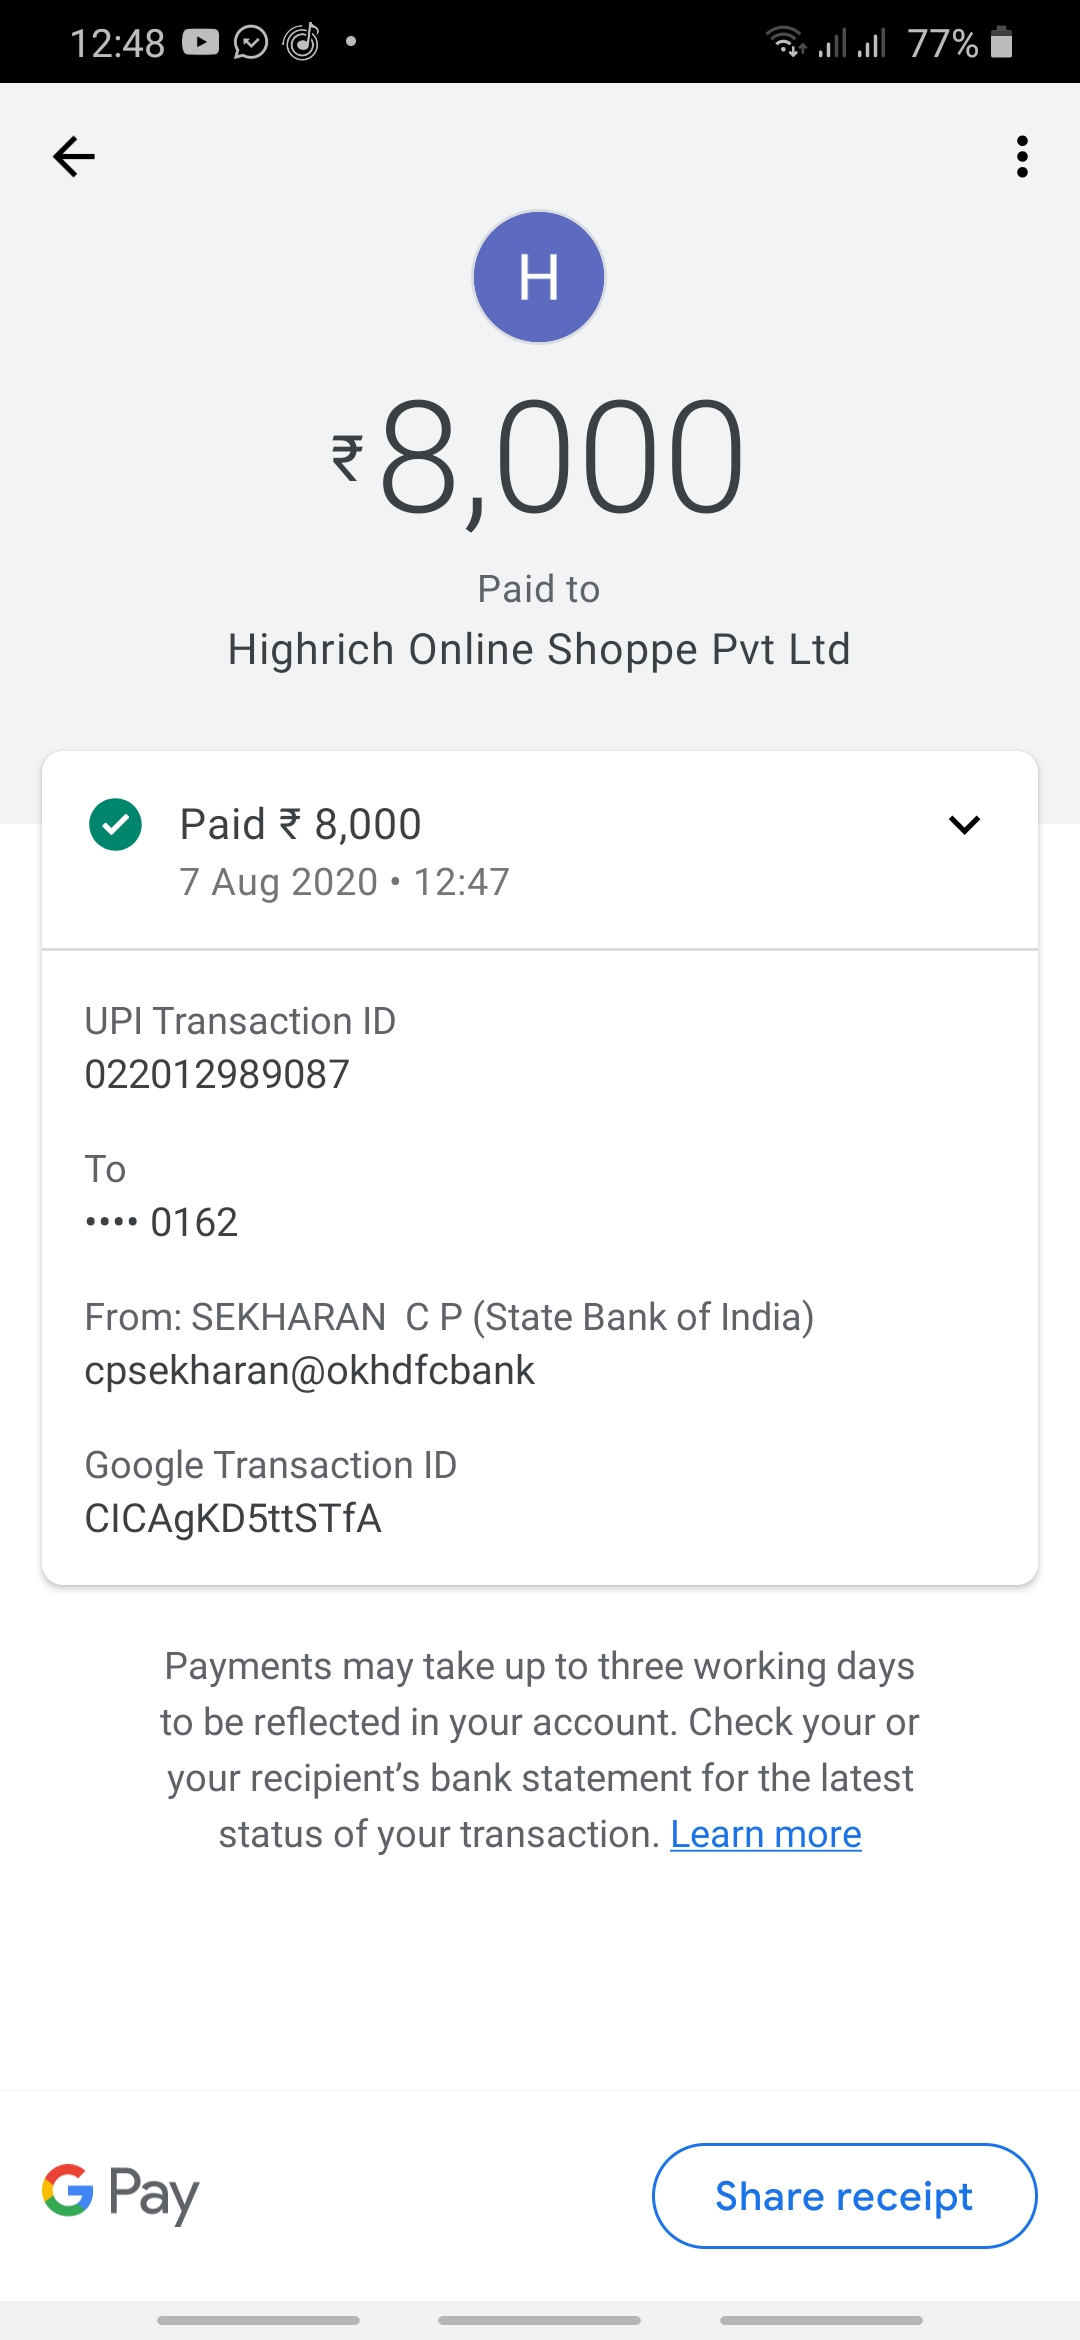 12:48
77%
H
₹8,000
Paid to
Highrich Online Shoppe Pvt Ltd
Paid ₹ 8,000
7 Aug 2020 • 12:47
UPI Transaction ID
022012989087
To
•••• 0162
From: SEKHARAN  C P (State Bank of India)
cpsekharan@okhdfcbank
Google Transaction ID
CICAgKD5ttSTfA
Payments may take up to three working days
to be reflected in your account. Check your or
your recipient’s bank statement for the latest
status of your transaction. Learn more
G Pay
Share receipt